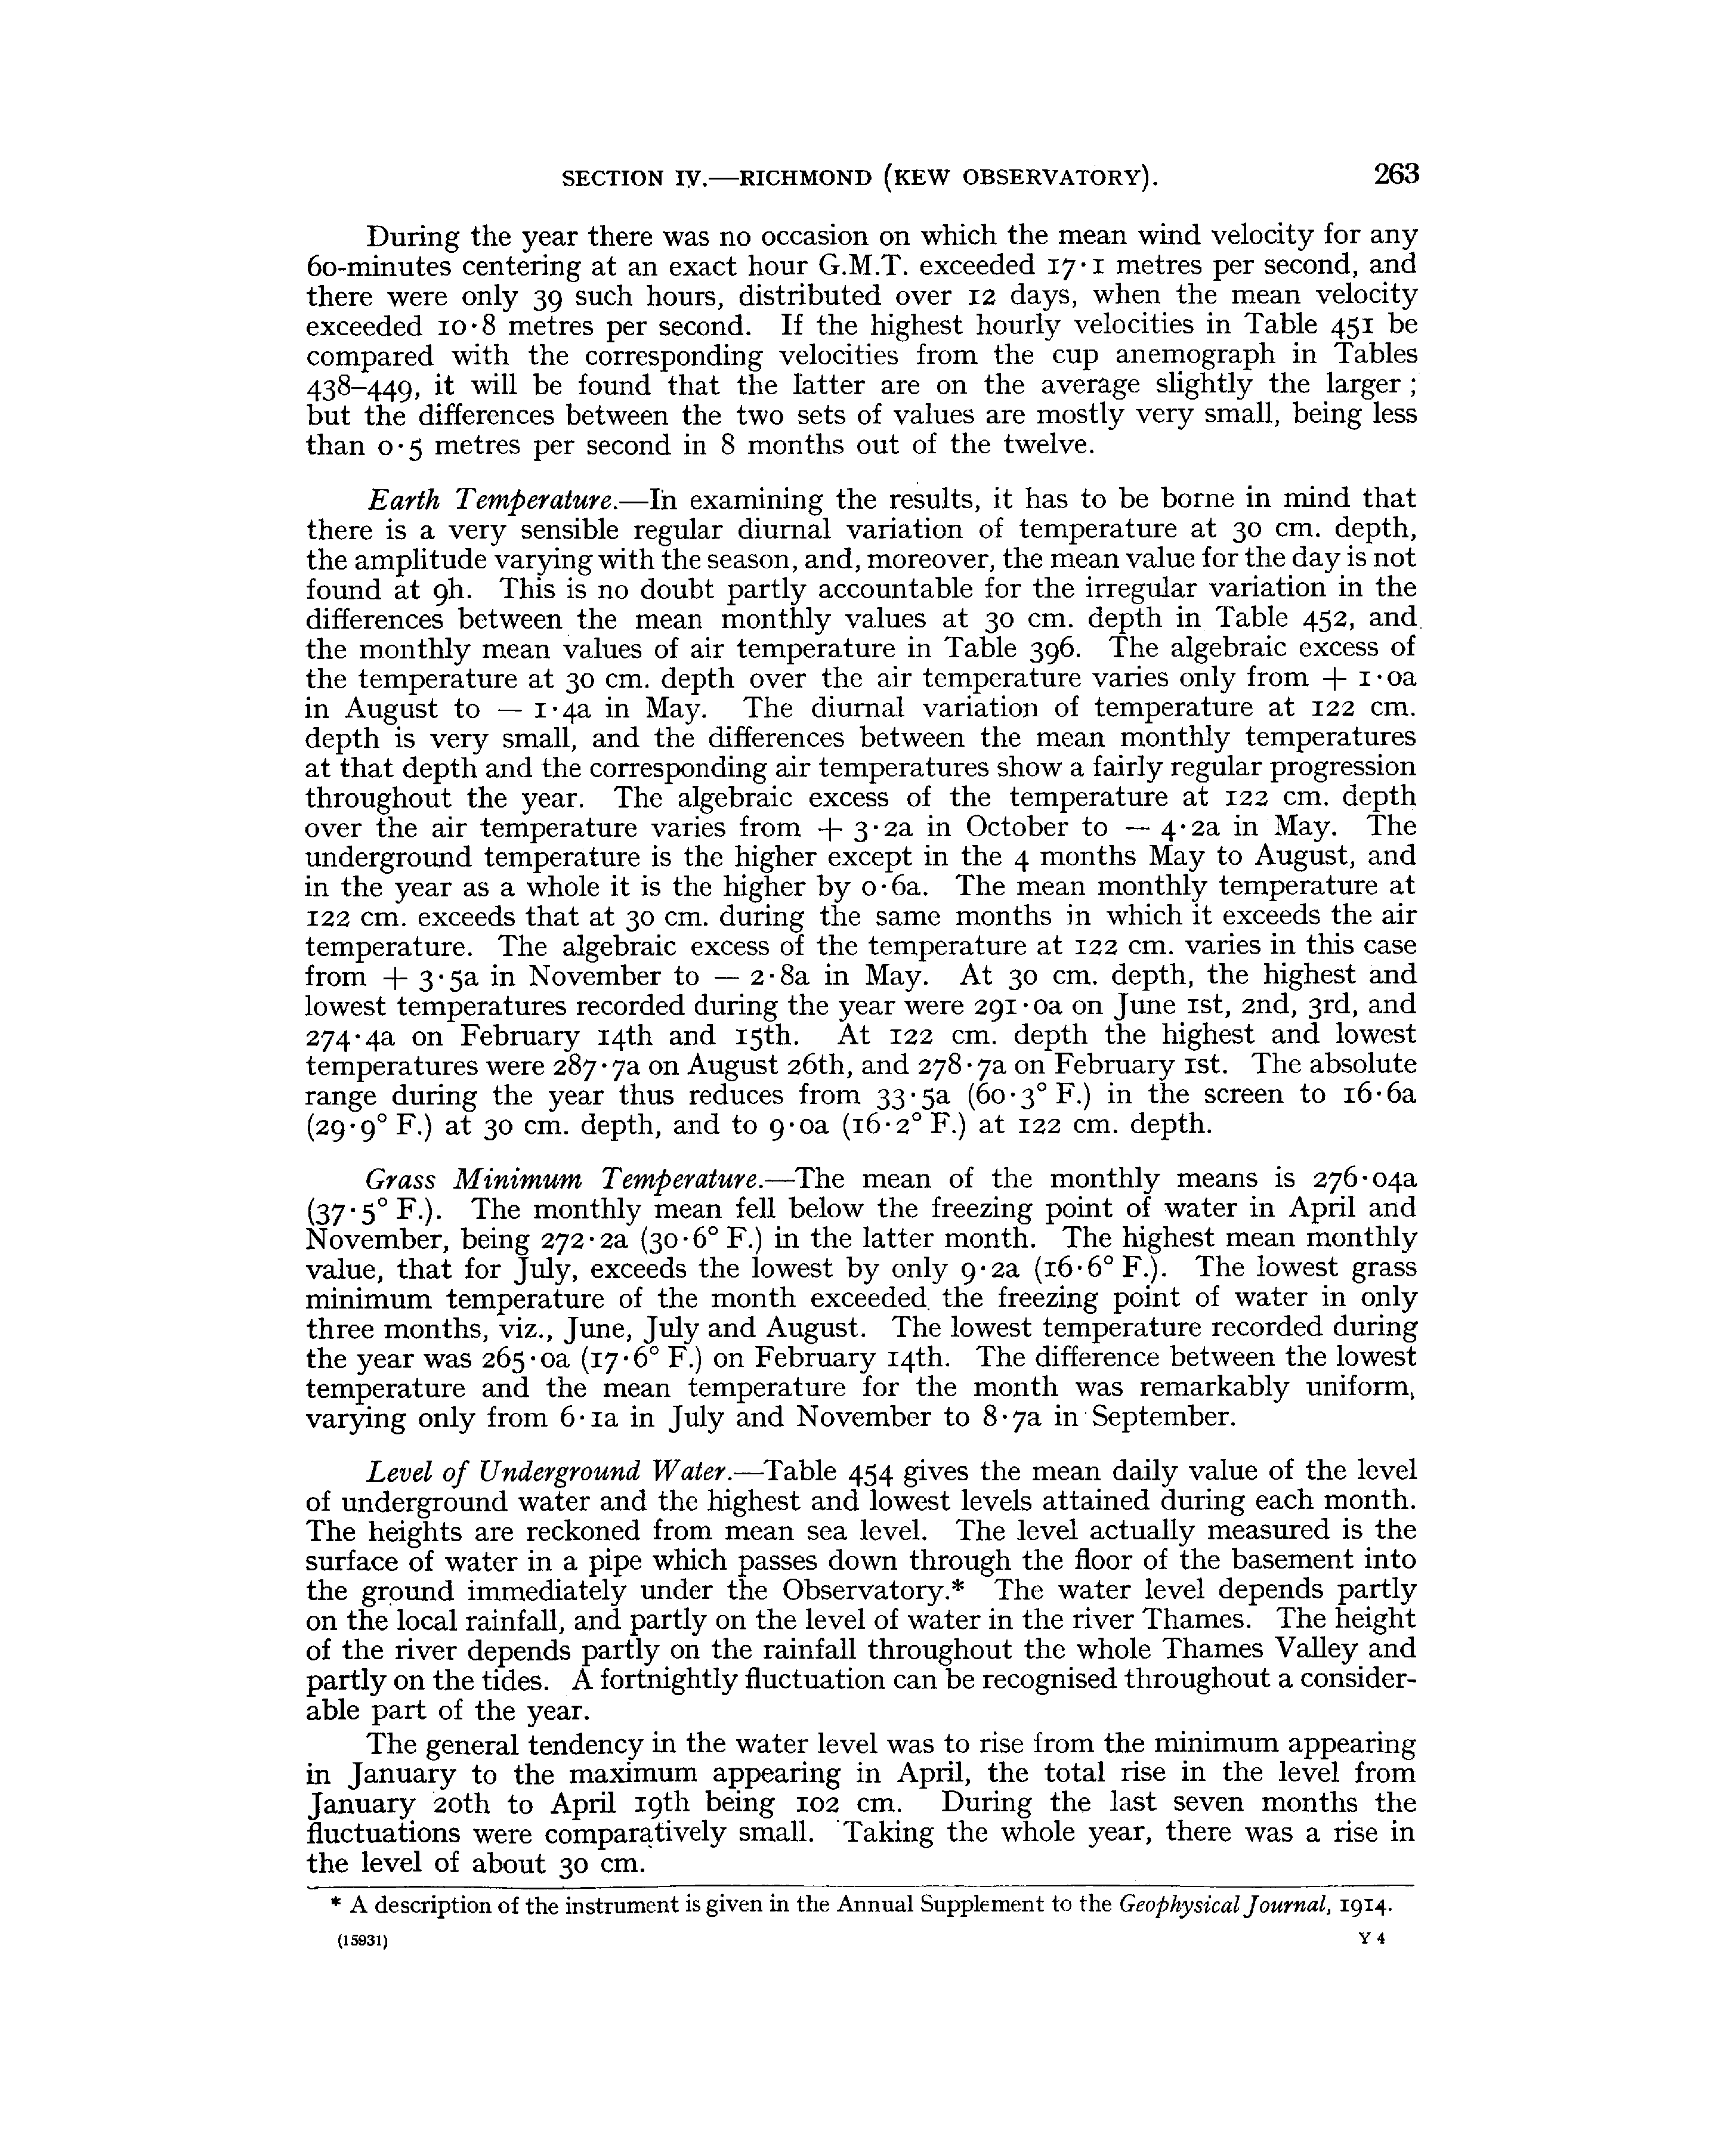 SECTION IV.—RICHMOND (KEW OBSERVATORY). 263
During the year there was no occasion on which the mean wind velocity for any
60-minutes centering at an exact hour G.M.T. exceeded 17·1 metres per second, and
there were only 39 such hours, distributed over 12 days, when the mean velocity
exceeded 10·8 metres per second. If the highest hourly velocities in Table 451 be
compared with the corresponding velocities from the cup anemograph in Tables
438–449, it will be found that the latter are on the average slightly the larger ;
but the differences between the two sets of values are mostly very small, being less
than 0·5 metres per second in 8 months out of the twelve.
Earth Temperature.—In examining the results, it has to be borne in mind that
there is a very sensible regular diurnal variation of temperature at 30 cm. depth,
the amplitude varying with the season, and, moreover, the mean value for the day is not
found at 9h. This is no doubt partly accountable for the irregular variation in the
differences between the mean monthly values at 30 cm. depth in Table 452, and
the monthly mean values of air temperature in Table 396. The algebraic excess of
the temperature at 30 cm. depth over the air temperature varies only from + 1·0a
in August to — 1·4a in May. The diurnal variation of temperature at 122 cm.
depth is very small, and the differences between the mean monthly temperatures
at that depth and the corresponding air temperatures show a fairly regular progression
throughout the year. The algebraic excess of the temperature at 122 cm. depth
over the air temperature varies from + 3·2a in October to — 4·2a in May. The
underground temperature is the higher except in the 4 months May to August, and
in the year as a whole it is the higher by 0·6a. The mean monthly temperature at
122 cm. exceeds that at 30 cm. during the same months in which it exceeds the air
temperature. The algebraic excess of the temperature at 122 cm. varies in this case
from + 3·5a in November to — 2·8a in May. At 30 cm. depth, the highest and
lowest temperatures recorded during the year were 291·0a on June 1st, 2nd, 3rd, and
274·4a on February 14th and 15th. At 122 cm. depth the highest and lowest
temperatures were 287·7a on August 26th, and 278·7a on February 1st. The absolute
range during the year thus reduces from 33·5a (60·3° F.) in the screen to 16·6a
(29·9° F.) at 30 cm. depth, and to 9·0a (16·2° F.) at 122 cm. depth.
Grass Minimum Temperature.—The mean of the monthly means is 276·04a
(37·5° F.). The monthly mean fell below the freezing point of water in April and
November, being 272·2a (30·6° F.) in the latter month. The highest mean monthly
value, that for July, exceeds the lowest by only 9·2a (16·6° F.). The lowest grass
minimum temperature of the month exceeded the freezing point of water in only
three months, viz., June, July and August. The lowest temperature recorded during
the year was 265·0a (17·6° F.) on February 14th. The difference between the lowest
temperature and the mean temperature for the month was remarkably uniform,
varying only from 6·1a in July and November to 8·7a in September.
Level of Underground Water.—Table 454 gives the mean daily value of the level
of underground water and the highest and lowest levels attained during each month.
The heights are reckoned from mean sea level. The level actually measured is the
surface of water in a pipe which passes down through the floor of the basement into
the ground immediately under the Observatory.* The water level depends partly
on the local rainfall, and partly on the level of water in the river Thames. The height
of the river depends partly on the rainfall throughout the whole Thames Valley and
partly on the tides. A fortnightly fluctuation can be recognised throughout a consider-
able part of the year.
The general tendency in the water level was to rise from the minimum appearing
in January to the maximum appearing in April, the total rise in the level from
January 20th to April 19th being 102 cm. During the last seven months the
fluctuations were comparatively small. Taking the whole year, there was a rise in
the level of about 30 cm.
* A description of the instrument is given in the Annual Supplement to the Geophysical Journal, 1914.
(15931) Y 4